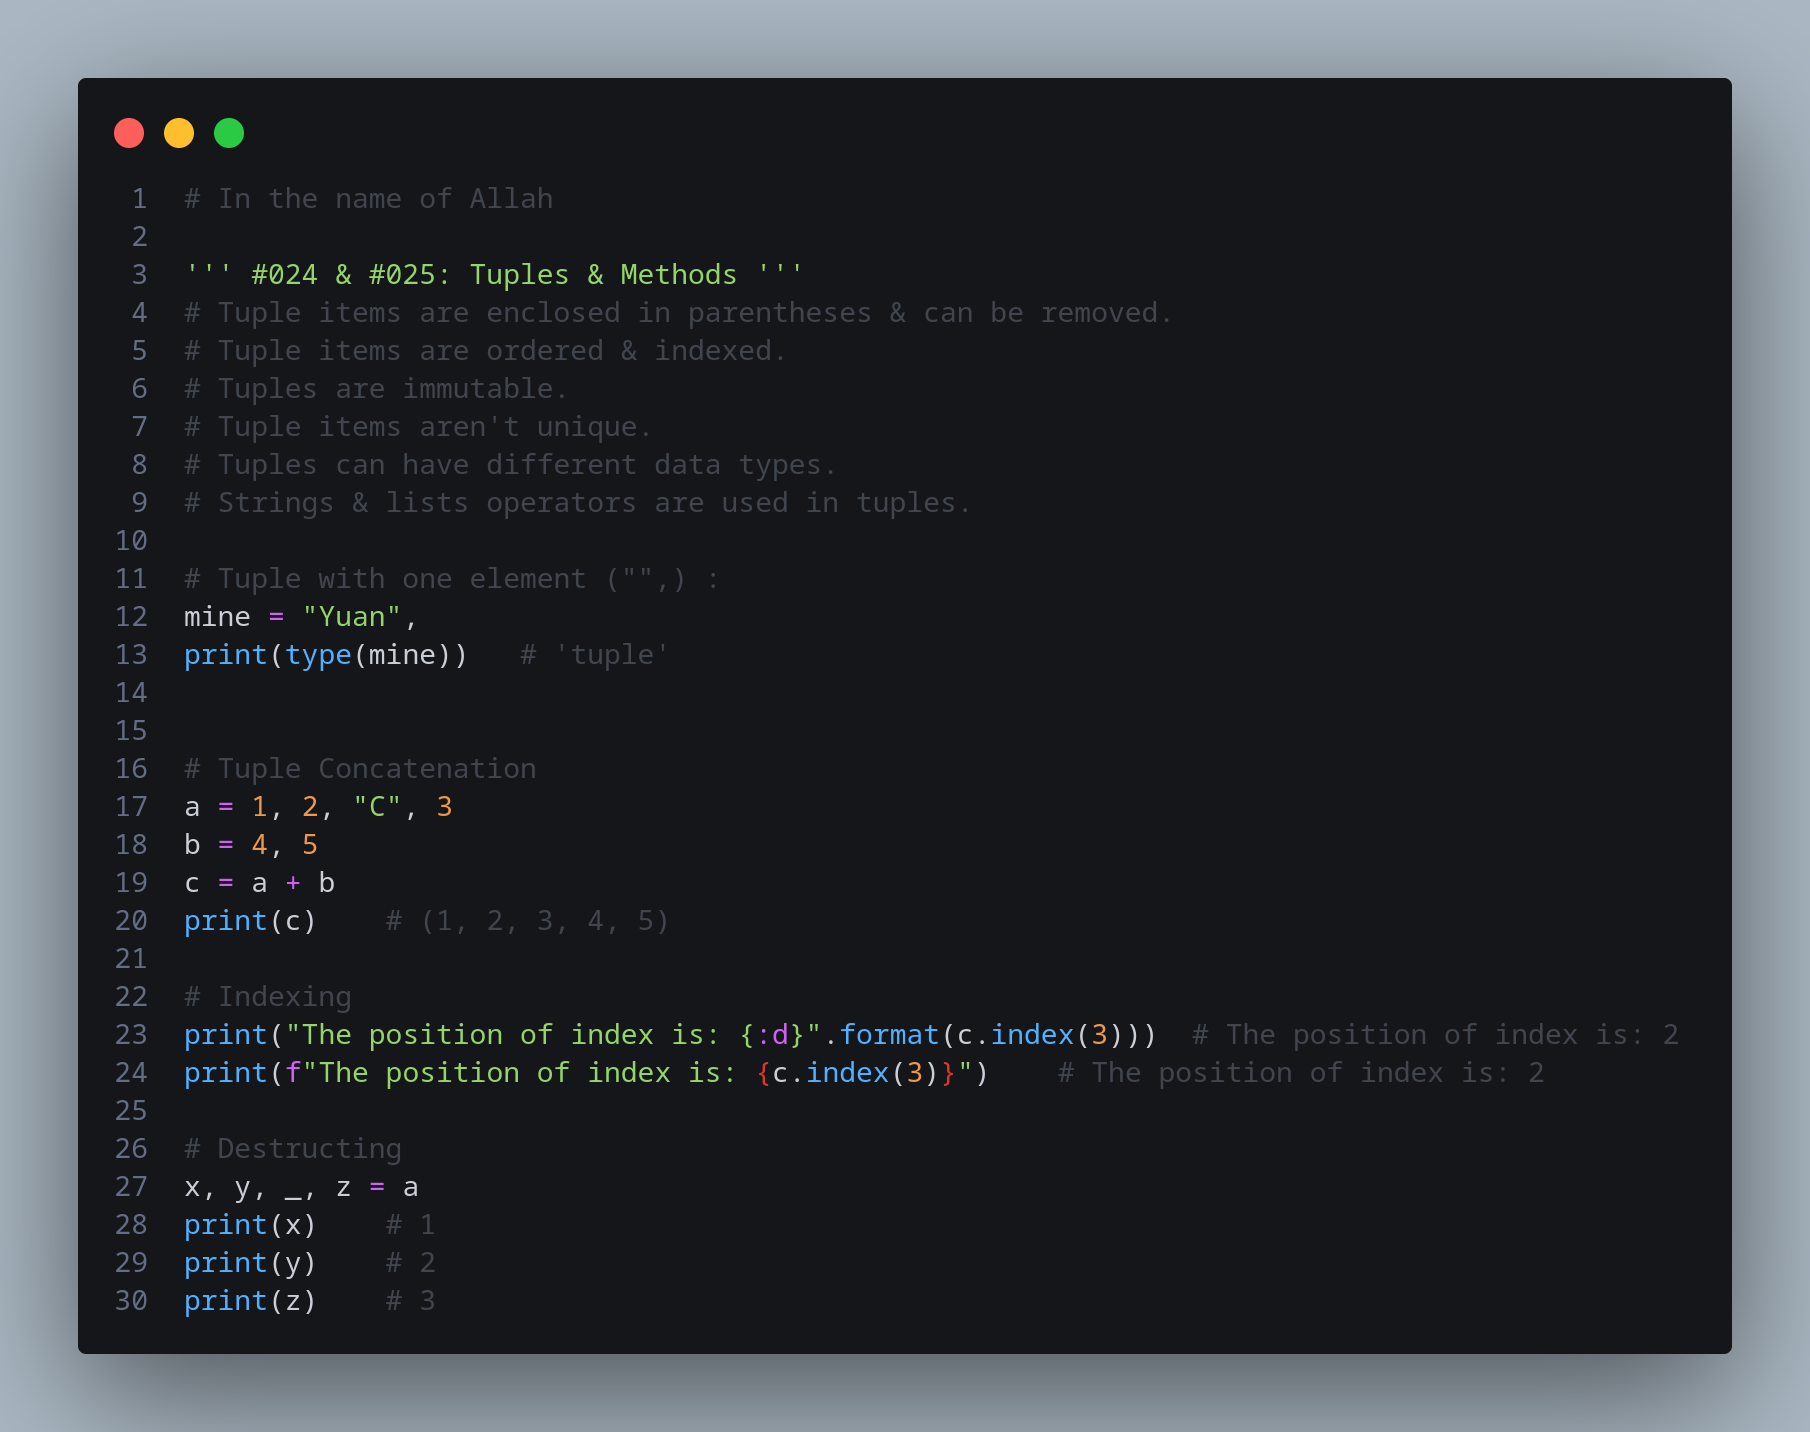 1 # In the name of Allah
2
3 ''' #024 & #025: Tuples & Methods '''
4 # Tuple items are enclosed in parentheses & can be removed.
5 # Tuple items are ordered & indexed.
6 # Tuples are immutable.
7 # Tuple items aren't unique.
8 # Tuples can have different data types.
9 # Strings & lists operators are used in tuples.
10
11 # Tuple with one element ("",) :
12 mine = "Yuan",
13 print(type(mine))   # 'tuple'
14
15
16 # Tuple Concatenation
17 a = 1, 2, "C", 3
18 b = 4, 5
19 c = a + b
20 print(c)    # (1, 2, 3, 4, 5)
21
22 # Indexing
23 print("The position of index is: {:d}".format(c.index(3)))  # The position of index is: 2
24 print(f"The position of index is: {c.index(3)}")    # The position of index is: 2
25
26 # Destructing
27 x, y, _, z = a
28 print(x)    # 1
29 print(y)    # 2
30 print(z)    # 3